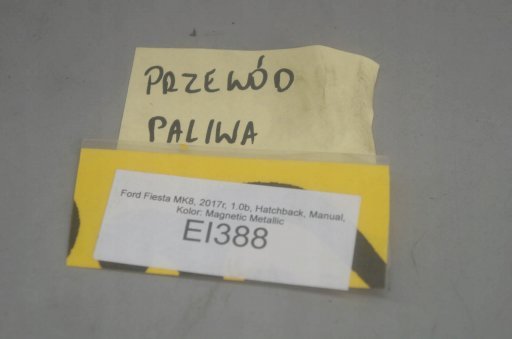 PRZEWÓD
PALIWA
Ford Fiesta MK8, 2017r, 1.0b, Hatchback, Manual,
Kolor: Magnetic Metallic
EI388